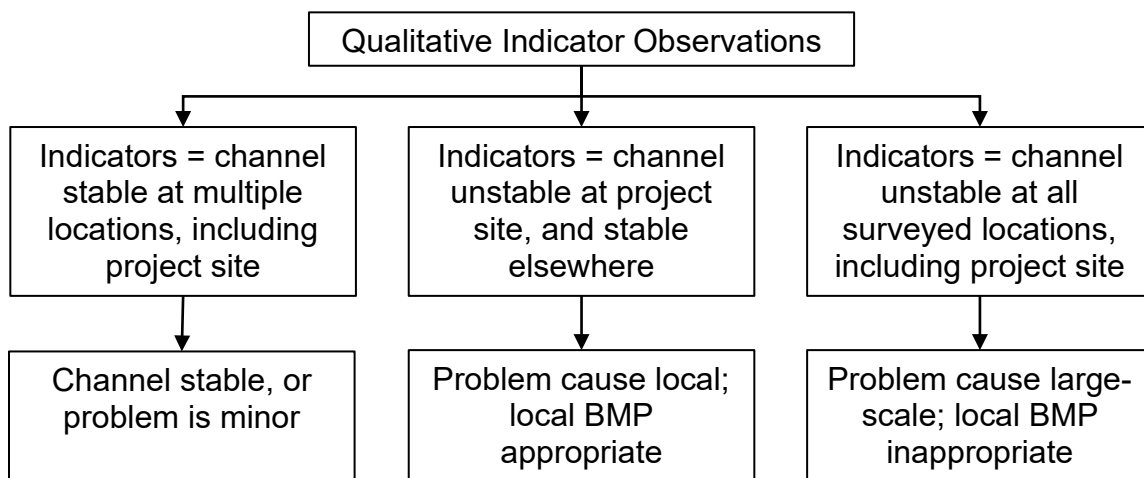 Qualitative Indicator Observations
Indicators = channel
stable at multiple
locations, including
project site
Indicators = channel
unstable at project
site, and stable
elsewhere
Indicators = channel
unstable at all
surveyed locations,
including project site
Channel stable, or
problem is minor
Problem cause local;
local BMP
appropriate
Problem cause large-
scale; local BMP
inappropriate